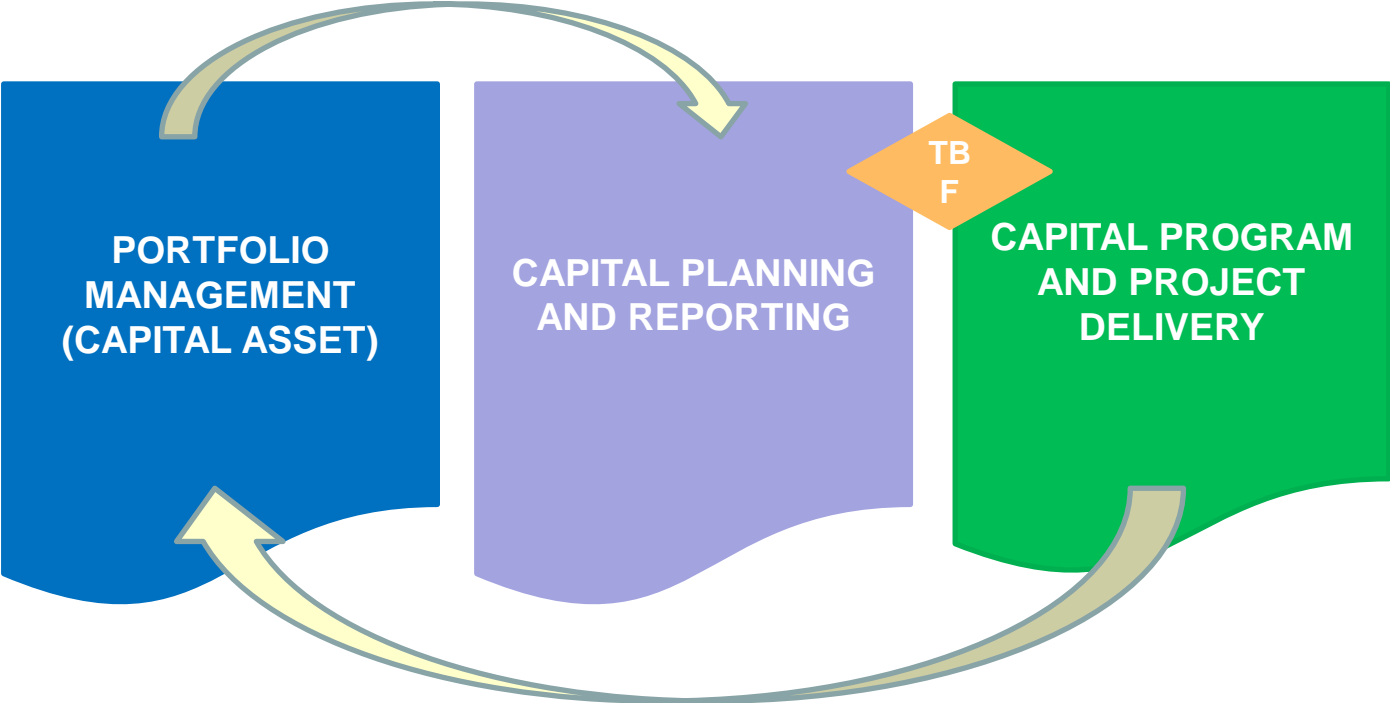 PORTFOLIO
MANAGEMENT
(CAPITAL ASSET)
CAPITAL PLANNING
AND REPORTING
TB
F
CAPITAL PROGRAM
AND PROJECT
DELIVERY